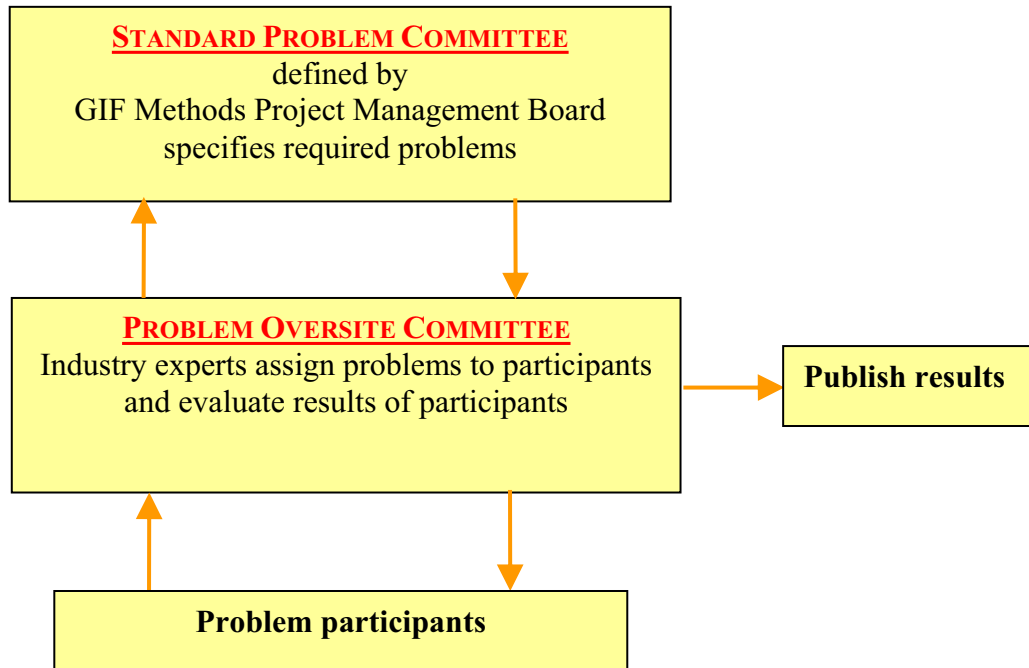 STANDARD PROBLEM COMMITTEE
defined by
GIF Methods Project Management Board
specifies required problems
PROBLEM OVERSITE COMMITTEE
Industry experts assign problems to participants
and evaluate results of participants
Publish results
Problem participants